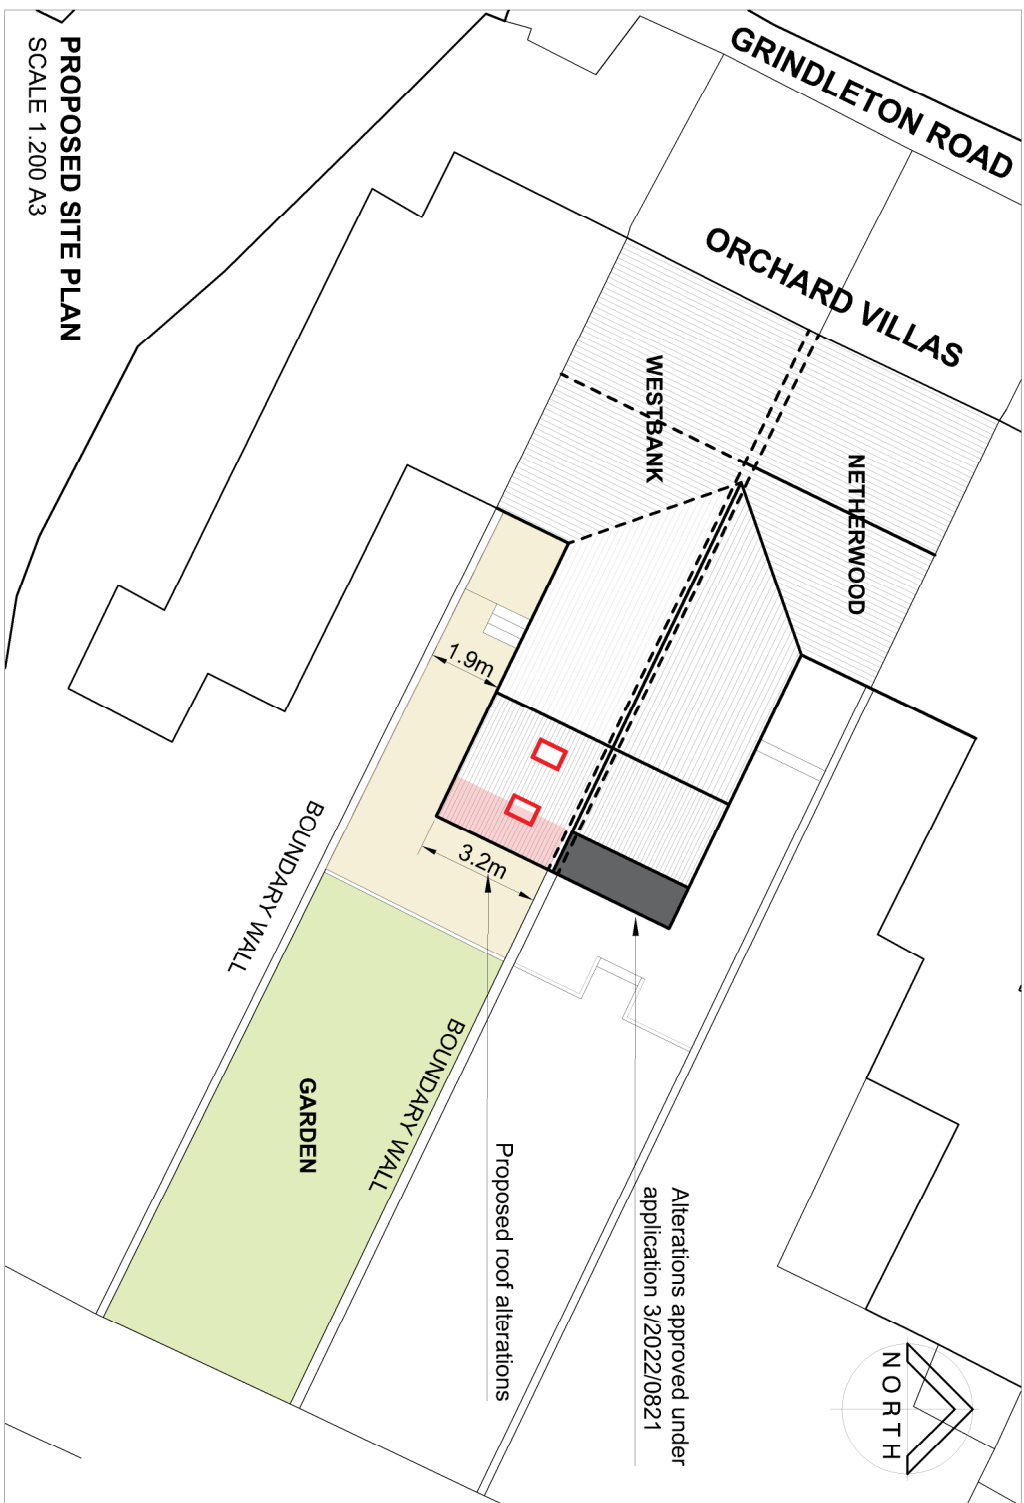 GRINDLETON ROAD
ORCHARD VILLAS
PROPOSED SITE PLAN
SCALE 1.200 A3
WESTBANK
NETHERWOOD
1.9m
3.2m
BOUNDARY WALL
BOUNDARY WALL
GARDEN
Proposed roof alterations
Alterations approved under
application 3/2022/0821
NORTH